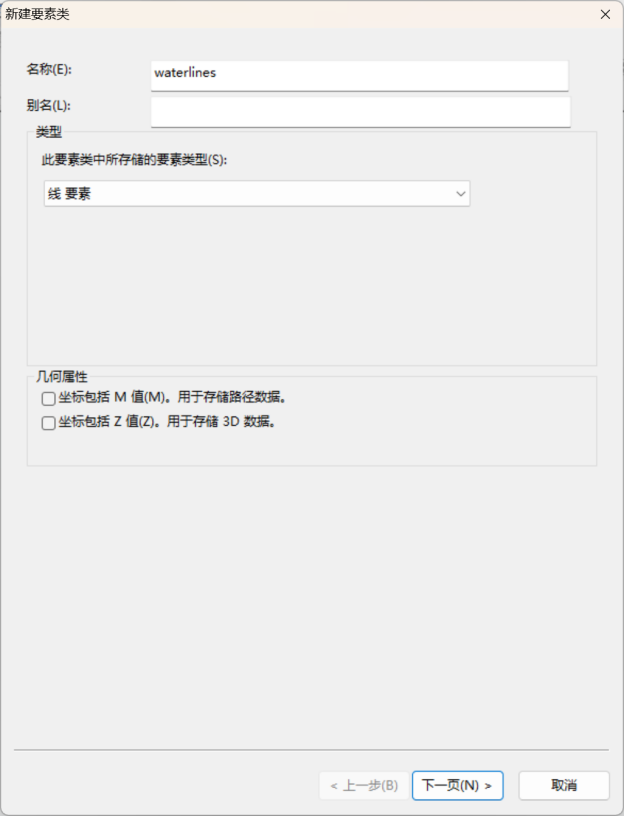 新建要素类
名称(E):
waterlines
别名(L):
类型
此要素类中所存储的要素类型(S):
线 要素
几何属性
坐标包括 M 值(M)。用于存储路径数据。
坐标包括 Z 值(Z)。用于存储 3D 数据。
< 上一步(B)
下一页(N) >
取消